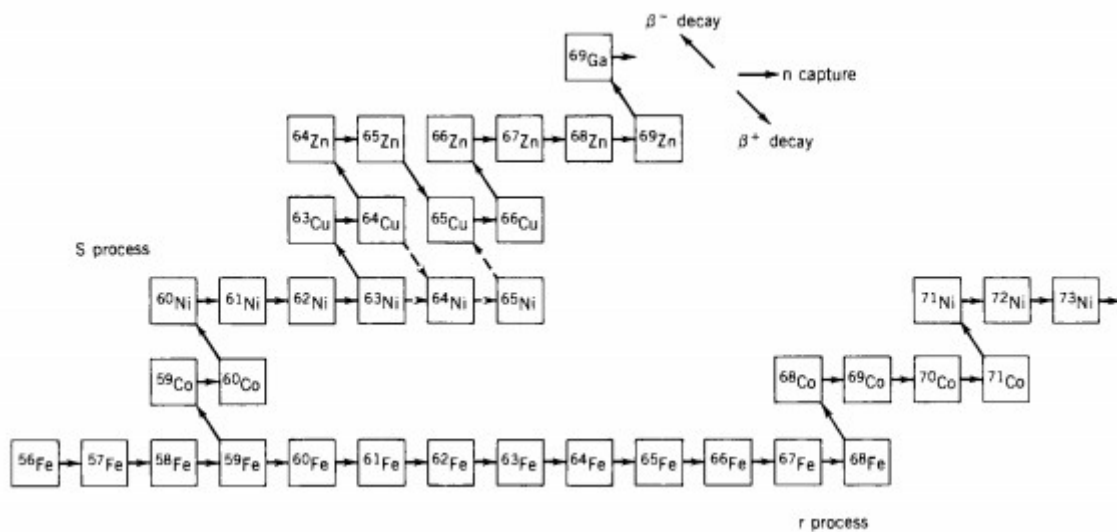 β⁻ decay
⁶⁹Ga
n capture
β⁺ decay
⁶⁴Zn ⁶⁵Zn ⁶⁶Zn ⁶⁷Zn ⁶⁸Zn ⁶⁹Zn
⁶³Cu ⁶⁴Cu ⁶⁵Cu ⁶⁶Cu
S process
⁶⁰Ni ⁶¹Ni ⁶²Ni ⁶³Ni ⁶⁴Ni ⁶⁵Ni ⁷¹Ni ⁷²Ni ⁷³Ni
⁵⁹Co ⁶⁰Co ⁶⁸Co ⁶⁹Co ⁷⁰Co ⁷¹Co
⁵⁶Fe ⁵⁷Fe ⁵⁸Fe ⁵⁹Fe ⁶⁰Fe ⁶¹Fe ⁶²Fe ⁶³Fe ⁶⁴Fe ⁶⁵Fe ⁶⁶Fe ⁶⁷Fe ⁶⁸Fe
r process